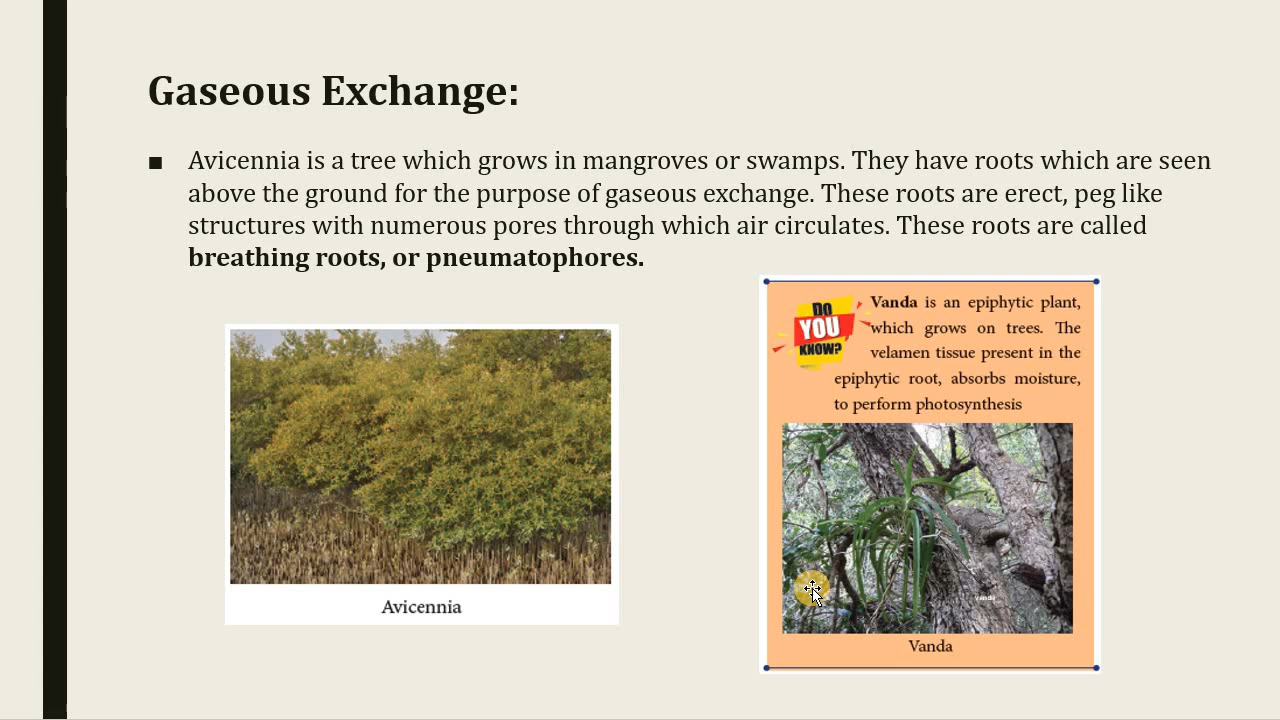 Gaseous Exchange:
▪ Avicennia is a tree which grows in mangroves or swamps. They have roots which are seen
above the ground for the purpose of gaseous exchange. These roots are erect, peg like
structures with numerous pores through which air circulates. These roots are called
breathing roots, or pneumatophores.
Avicennia
DO
YOU
KNOW?
Vanda is an epiphytic plant,
which grows on trees. The
velamen tissue present in the
epiphytic root, absorbs moisture,
to perform photosynthesis
vanda
Vanda